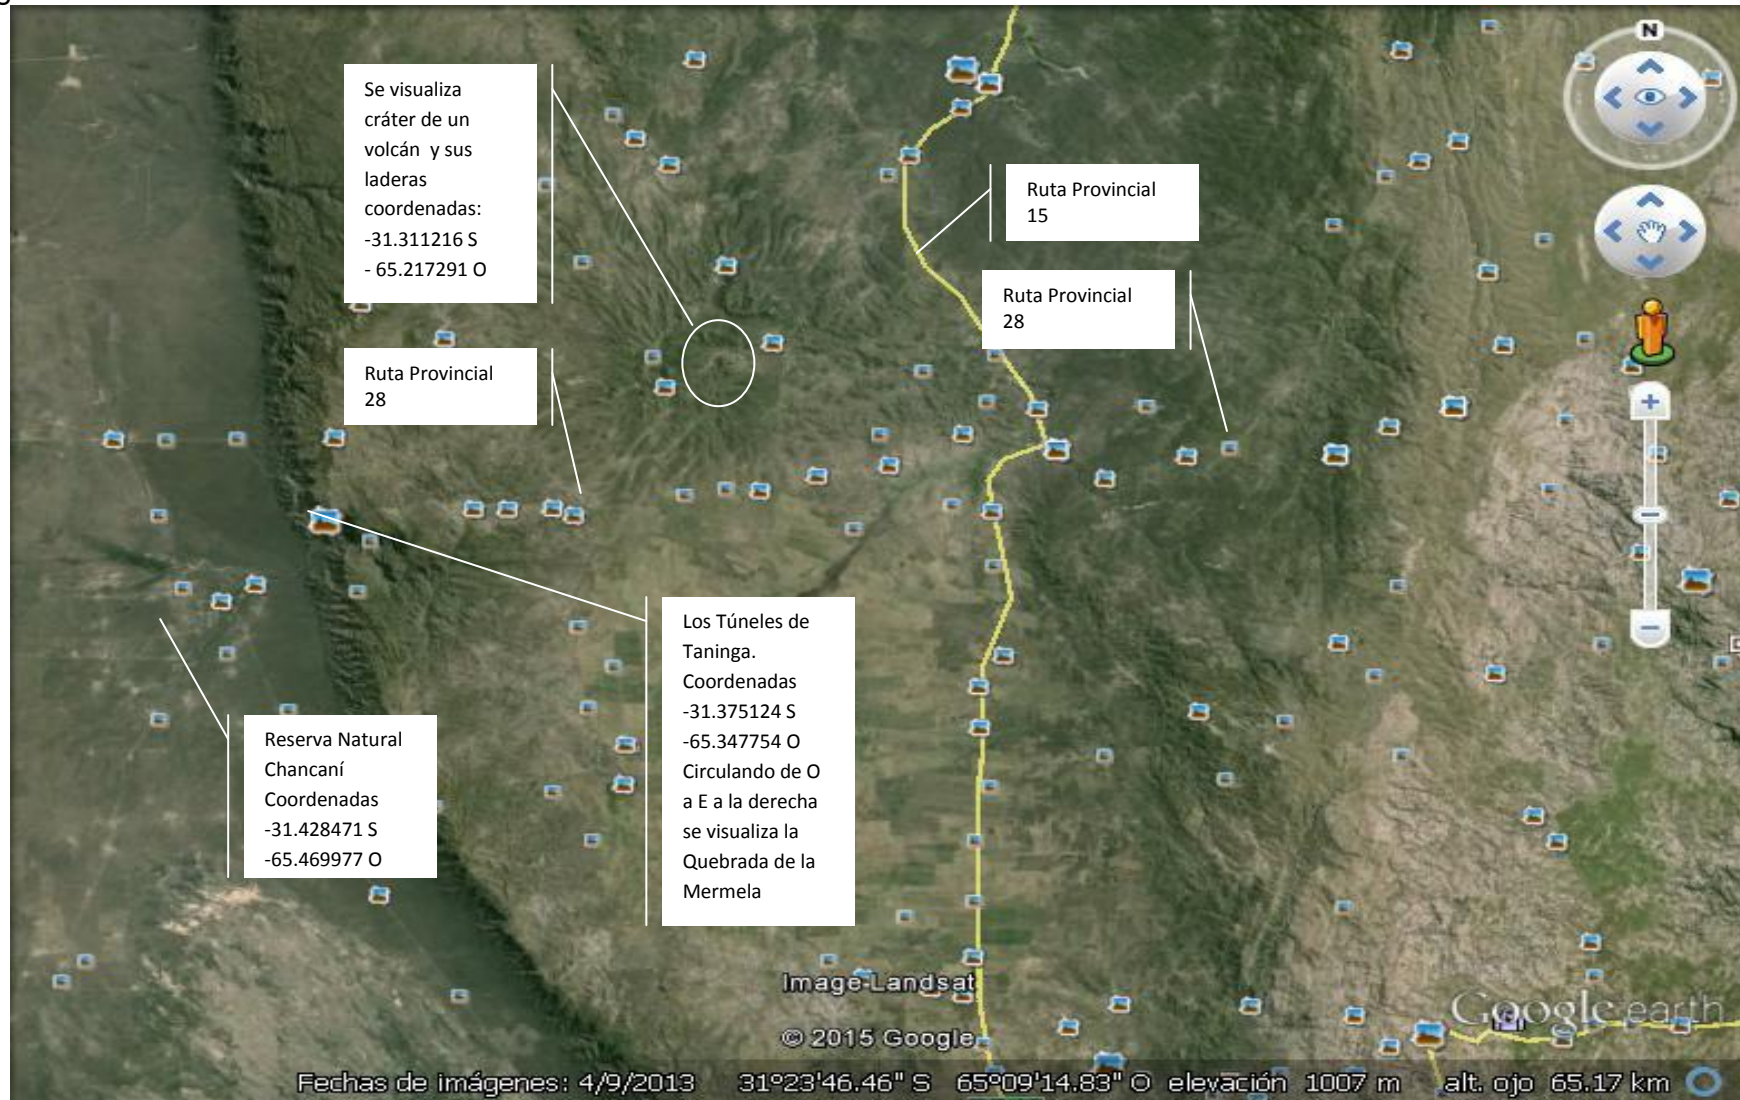 Se visualiza
cráter de un
volcán y sus
laderas
coordenadas:
-31.311216 S
- 65.217291 O
Ruta Provincial
15
Ruta Provincial
28
Ruta Provincial
28
Los Túneles de
Taninga.
Coordenadas
-31.375124 S
-65.347754 O
Circulando de O
a E a la derecha
se visualiza la
Quebrada de la
Mermela
Reserva Natural
Chancaní
Coordenadas
-31.428471 S
-65.469977 O
N
Image Landsat
© 2015 Google
Google earth
Fechas de imágenes: 4/9/2013 31°23'46.46" S 65°09'14.83" O elevación 1007 m alt. ojo 65.17 km